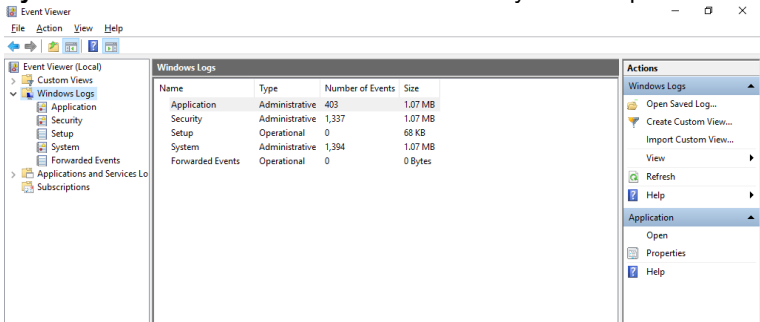 Event Viewer
File Action View Help
Event Viewer (Local)
Custom Views
Windows Logs
Application
Security
Setup
System
Forwarded Events
Applications and Services Lo
Subscriptions
Windows Logs
Name Type Number of Events Size
Application Administrative 403 1.07 MB
Security Administrative 1,337 1.07 MB
Setup Operational 0 68 KB
System Administrative 1,394 1.07 MB
Forwarded Events Operational 0 0 Bytes
Actions
Windows Logs
Open Saved Log...
Create Custom View...
Import Custom View...
View
Refresh
Help
Application
Open
Properties
Help